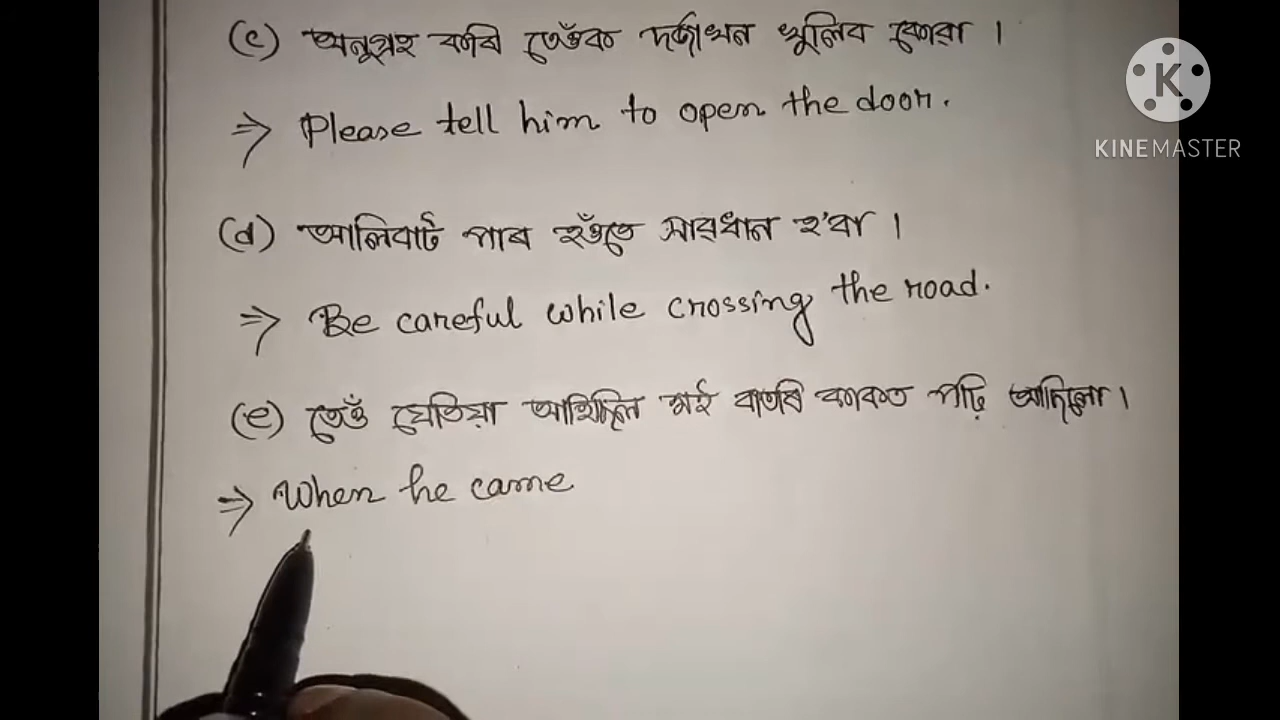 (c) অনুগ্ৰহ কৰি তেওঁক দৰ্জাখন খুলিব কোৱা ।
⇒ Please tell him to open the door.
(d) আলিবাট পাৰ হওঁতে সাৱধান হ'বা ।
⇒ Be careful while crossing the road.
(e) তেওঁ যেতিয়া আহিছিল মই বাতৰি কাকত পঢ়ি আছিলো ।
⇒ When he came
K
KINEMASTER